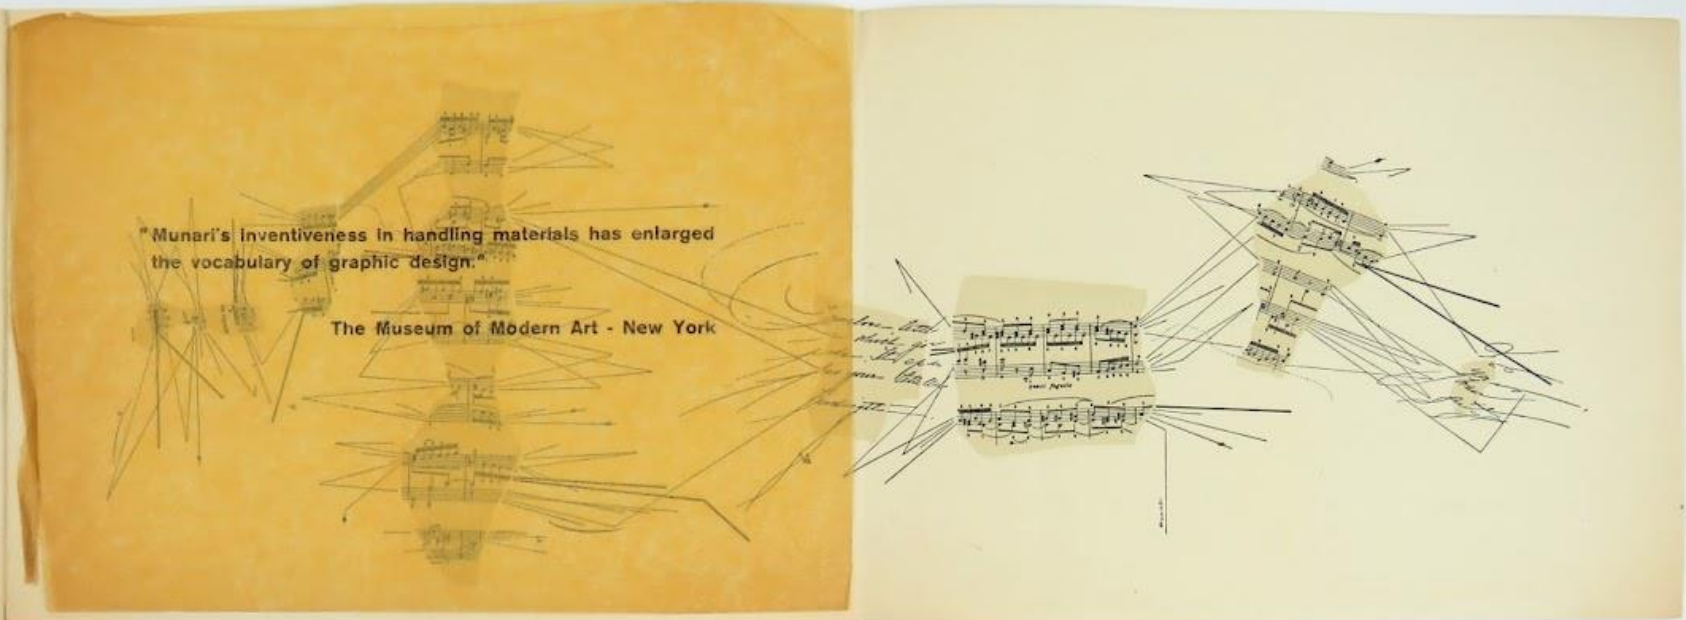 "Munari's inventiveness in handling materials has enlarged
the vocabulary of graphic design."
The Museum of Modern Art - New York